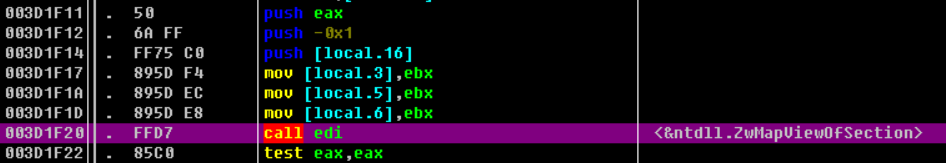 003D1F11 . 50 push eax
003D1F12 . 6A FF push -0x1
003D1F14 . FF75 C0 push [local.16]
003D1F17 . 895D F4 mov [local.3],ebx
003D1F1A . 895D EC mov [local.5],ebx
003D1F1D . 895D E8 mov [local.6],ebx
003D1F20 . FFD7 call edi <&ntdll.ZwMapViewOfSection>
003D1F22 . 85C0 test eax,eax